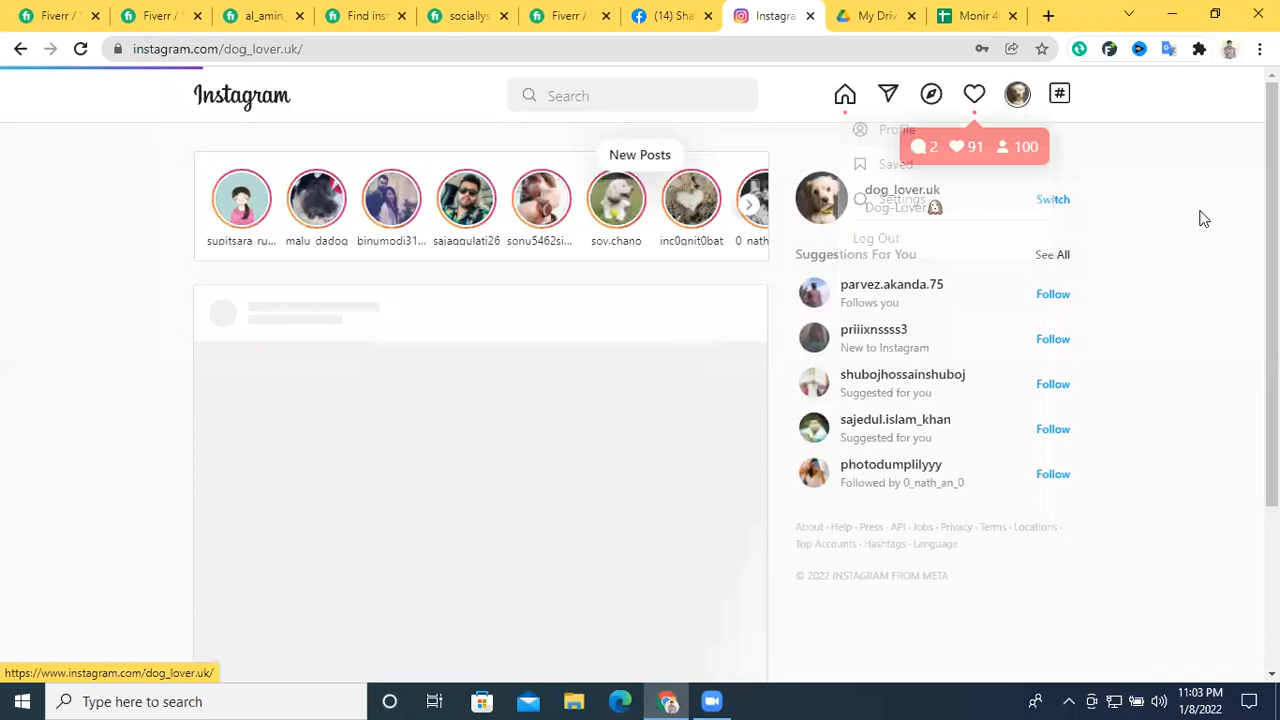 Fiverr / S
Fiverr / 
al_amin_
Find inst
sociallys
Fiverr / M
(14) Sha
Instagra
My Driv
Monir 4
instagram.com/dog_lover.uk/
Instagram
Search
Profile
2 91 100
New Posts
Saved
dog_lover.uk
Switch
Settings
Dog-Lover
supitsara_ru... malu_dadog binumodi31... sajaggulati26 sonu5462si... soy.chano inc0gnit0bat 0_nath
Log Out
Suggestions For You See All
parvez.akanda.75
Follows you
Follow
priiixnssss3
New to Instagram
Follow
shubojhossainshuboj
Suggested for you
Follow
sajedul.islam_khan
Suggested for you
Follow
photodumplilyyy
Followed by 0_nath_an_0
Follow
About · Help · Press · API · Jobs · Privacy · Terms · Locations ·
Top Accounts · Hashtags · Language
© 2022 INSTAGRAM FROM META
https://www.instagram.com/dog_lover.uk/
Type here to search
11:03 PM
1/8/2022